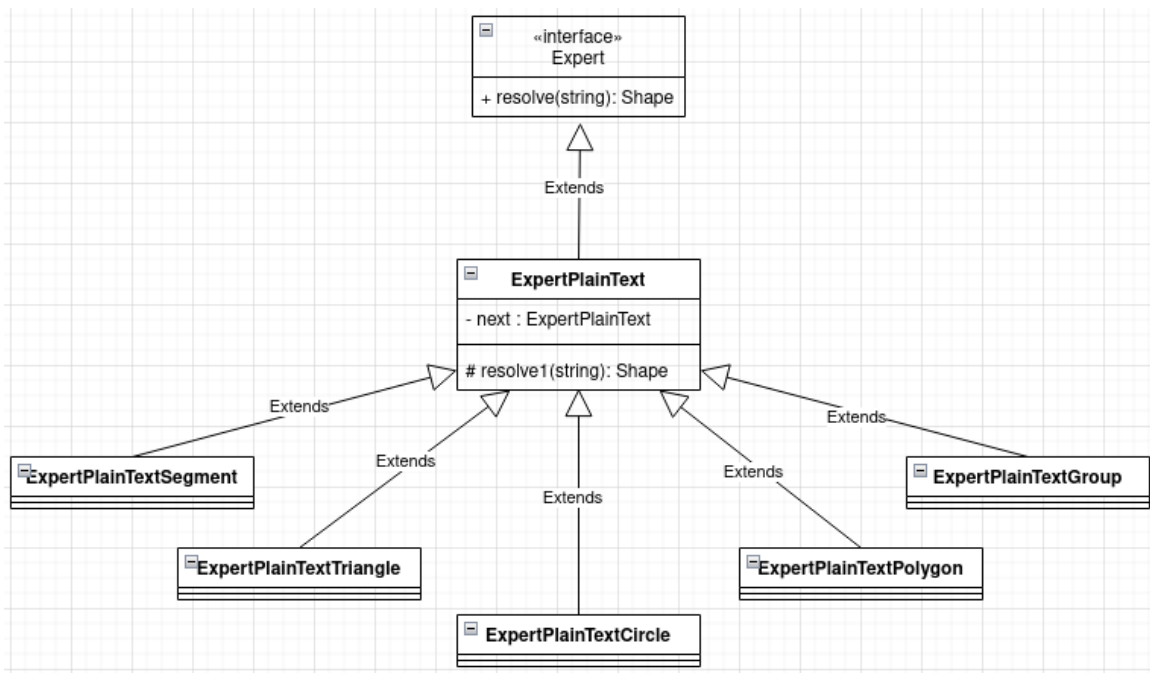 «interface»
Expert
+ resolve(string): Shape
Extends
ExpertPlainText
- next : ExpertPlainText
# resolve1(string): Shape
Extends
Extends
Extends
Extends
Extends
ExpertPlainTextSegment
ExpertPlainTextGroup
ExpertPlainTextTriangle
ExpertPlainTextPolygon
ExpertPlainTextCircle